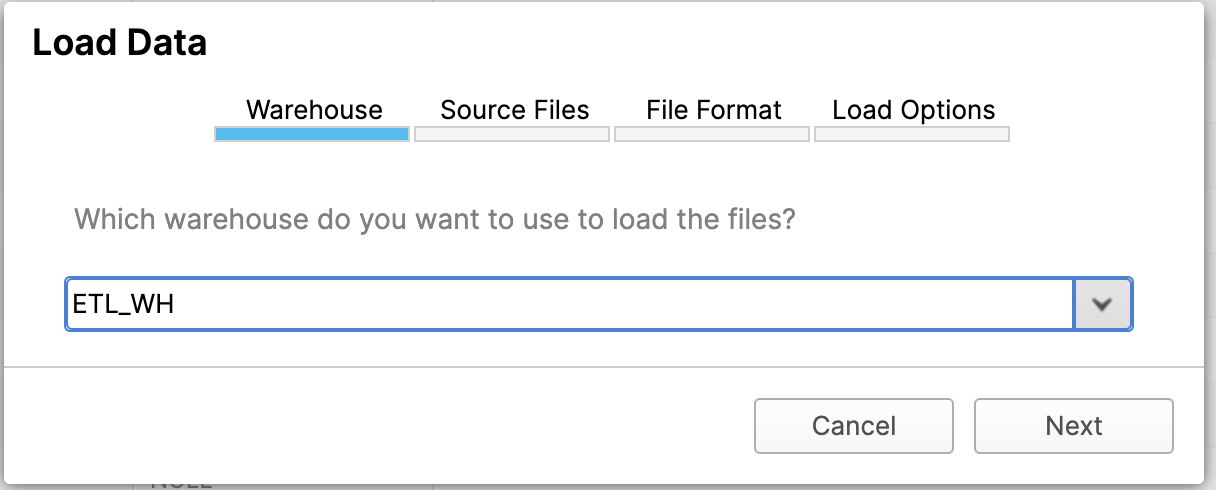 Load Data
Warehouse Source Files File Format Load Options
Which warehouse do you want to use to load the files?
ETL_WH
Cancel Next
NULL